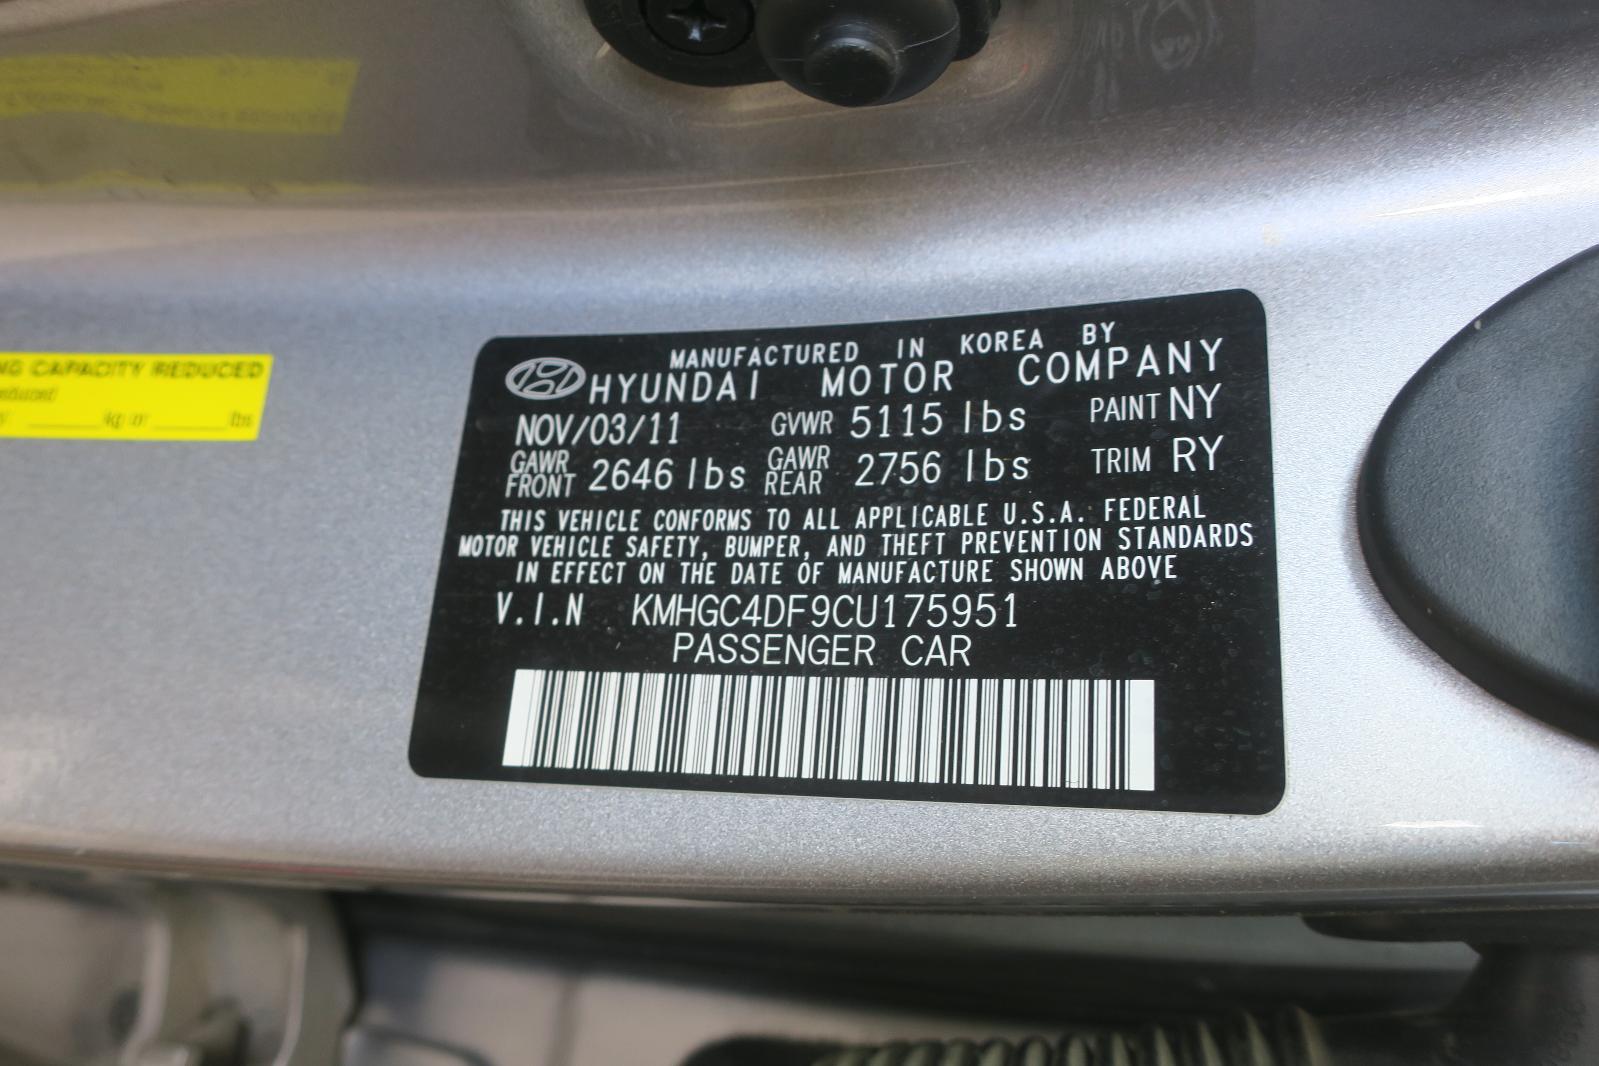 NG CAPACITY REDUCED
reduced
kg or lbs
MANUFACTURED IN KOREA BY
HYUNDAI MOTOR COMPANY
NOV/03/11 GVWR 5115 lbs PAINT NY
GAWR FRONT 2646 lbs GAWR REAR 2756 lbs TRIM RY
THIS VEHICLE CONFORMS TO ALL APPLICABLE U.S.A. FEDERAL
MOTOR VEHICLE SAFETY, BUMPER, AND THEFT PREVENTION STANDARDS
IN EFFECT ON THE DATE OF MANUFACTURE SHOWN ABOVE
V.I.N KMHGC4DF9CU175951
PASSENGER CAR